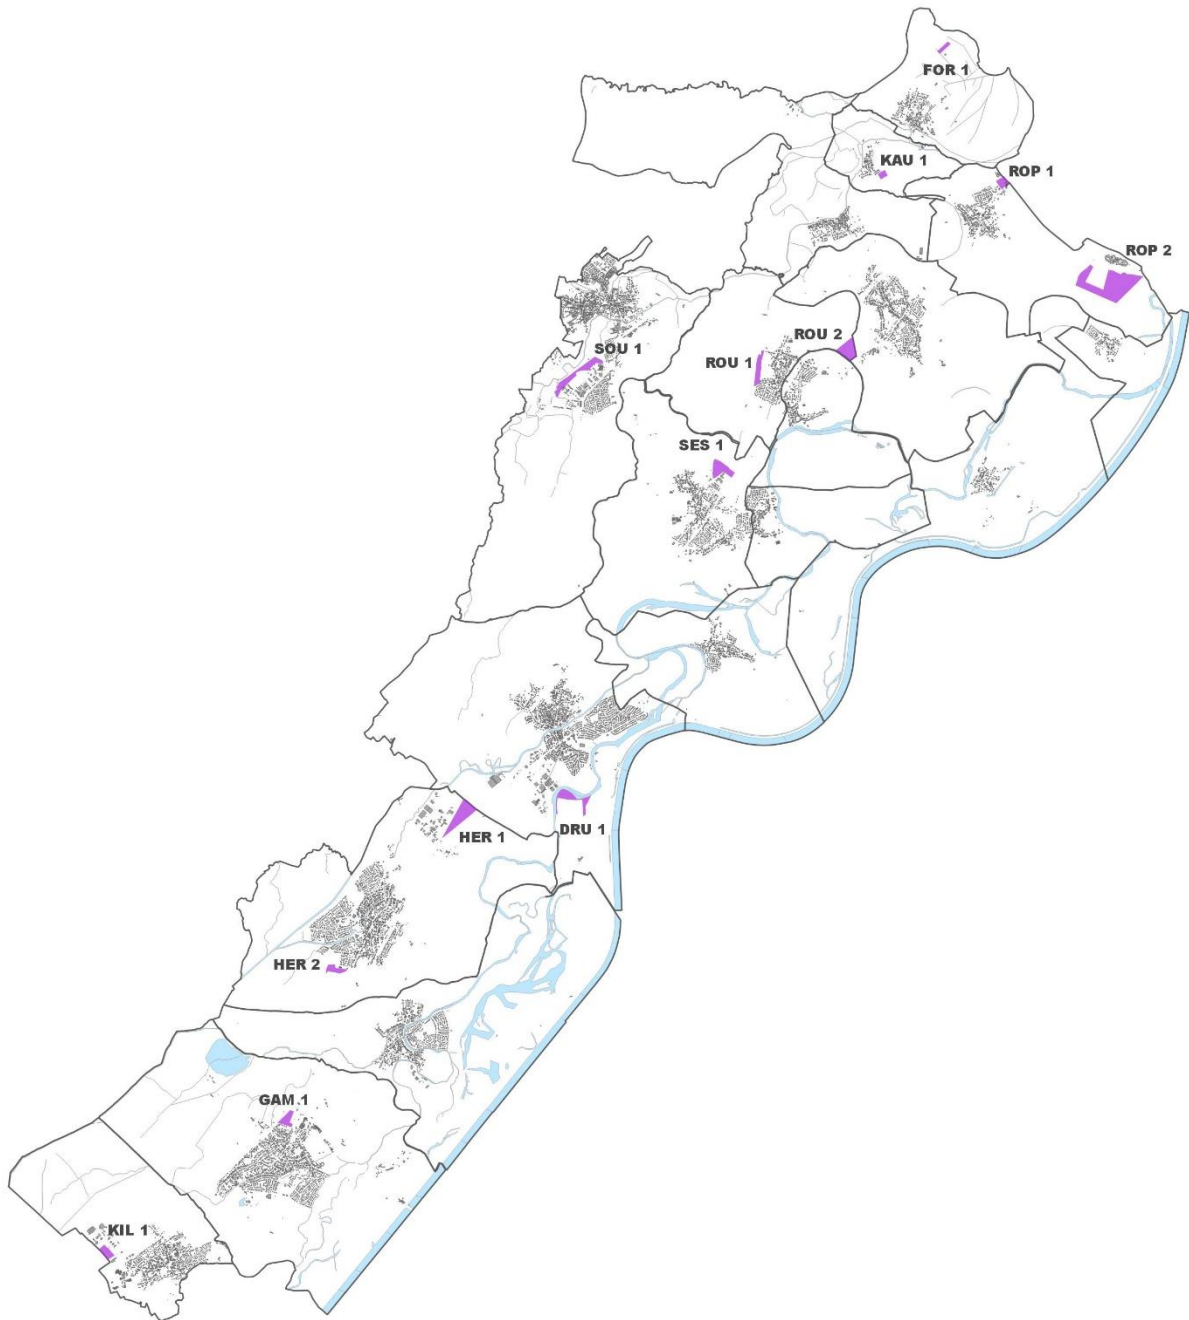 FOR 1
KAU 1
ROP 1
ROP 2
ROU 2
SOU 1
ROU 1
SES 1
HER 1
DRU 1
HER 2
GAM.1
KIL 1